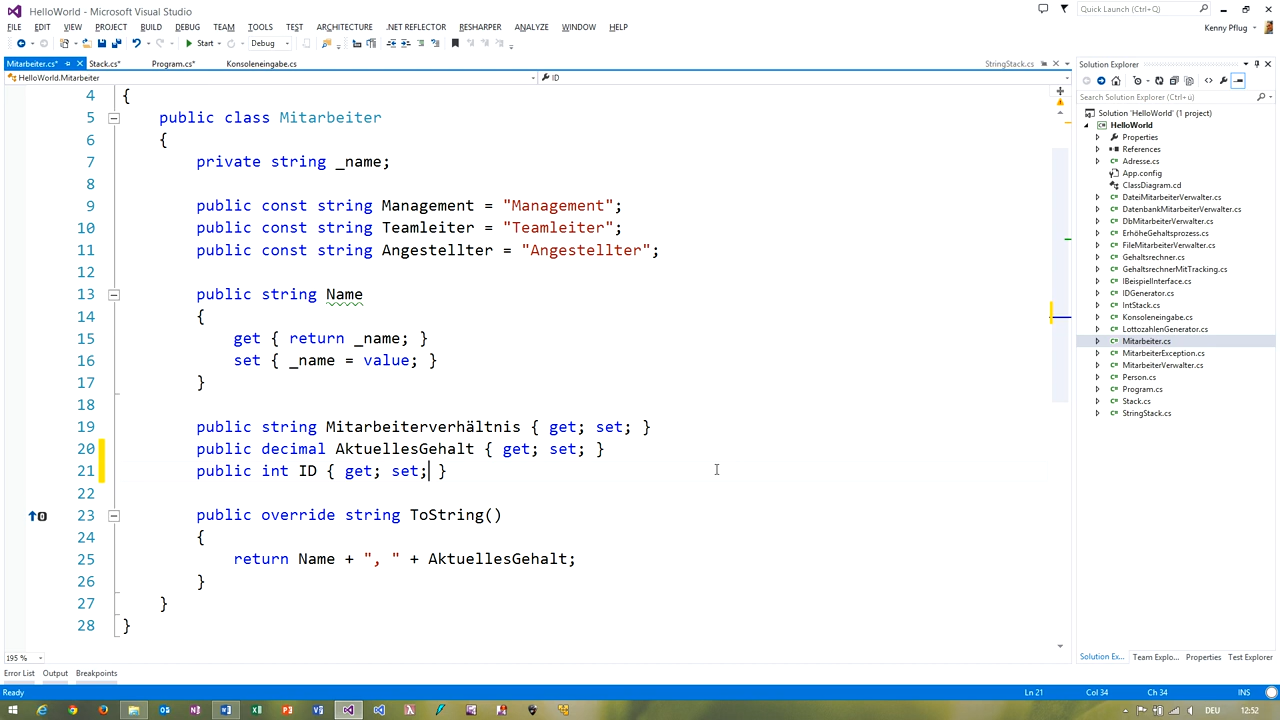 HelloWorld - Microsoft Visual Studio
Quick Launch (Ctrl+Q)
FILE EDIT VIEW PROJECT BUILD DEBUG TEAM TOOLS TEST ARCHITECTURE .NET REFLECTOR RESHARPER ANALYZE WINDOW HELP
Kenny Pflug
Start Debug
Mitarbeiter.cs* Stack.cs* Program.cs* Konsoleneingabe.cs StringStack.cs
HelloWorld.Mitarbeiter ID
4 {
5 public class Mitarbeiter
6 {
7 private string _name;
8
9 public const string Management = "Management";
10 public const string Teamleiter = "Teamleiter";
11 public const string Angestellter = "Angestellter";
12
13 public string Name
14 {
15 get { return _name; }
16 set { _name = value; }
17 }
18
19 public string Mitarbeiterverhältnis { get; set; }
20 public decimal AktuellesGehalt { get; set; }
21 public int ID { get; set; }
22
23 public override string ToString()
24 {
25 return Name + ", " + AktuellesGehalt;
26 }
27 }
28 }
195 %
Solution Explorer
Search Solution Explorer (Ctrl+ü)
Solution 'HelloWorld' (1 project)
HelloWorld
Properties
References
Adresse.cs
App.config
ClassDiagram.cd
DateiMitarbeiterVerwalter.cs
DatenbankMitarbeiterVerwalter.cs
DbMitarbeiterVerwalter.cs
ErhöheGehaltsprozess.cs
FileMitarbeiterVerwalter.cs
Gehaltsrechner.cs
GehaltsrechnerMitTracking.cs
IBeispielInterface.cs
IDGenerator.cs
IntStack.cs
Konsoleneingabe.cs
LottozahlenGenerator.cs
Mitarbeiter.cs
MitarbeiterException.cs
MitarbeiterVerwalter.cs
Person.cs
Program.cs
Stack.cs
StringStack.cs
Solution Ex... Team Explo... Properties Test Explorer
Error List Output Breakpoints
Ready Ln 21 Col 34 Ch 34 INS
DEU 12:52